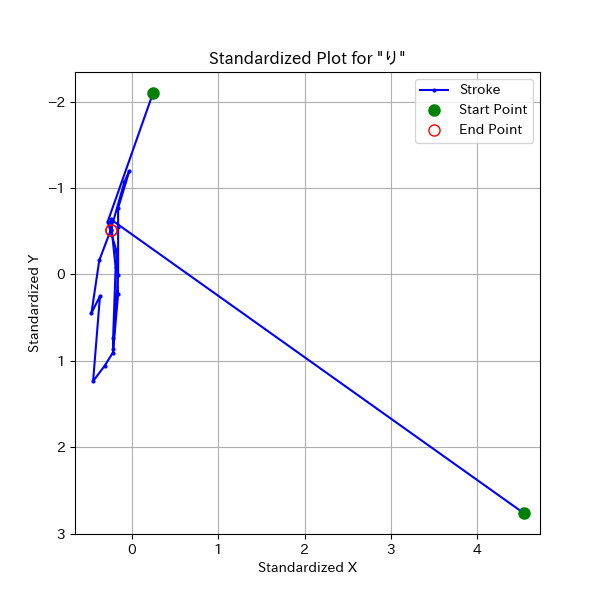 Standardized Plot for "り"
Stroke
Start Point
End Point
Standardized Y
−2
−1
0
1
2
3
0
1
2
3
4
Standardized X